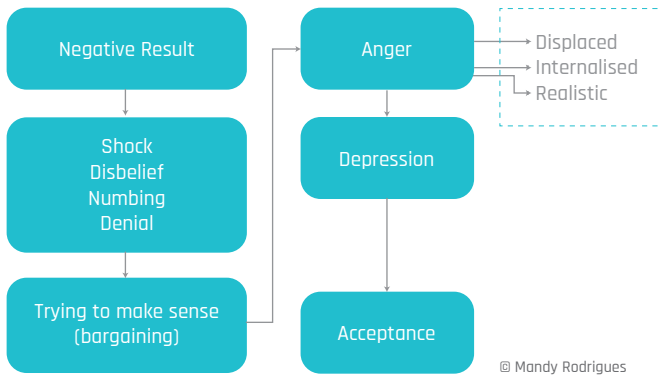 Negative Result
Shock
Disbelief
Numbing
Denial
Trying to make sense
(bargaining)
Anger
Displaced
Internalised
Realistic
Depression
Acceptance
© Mandy Rodrigues